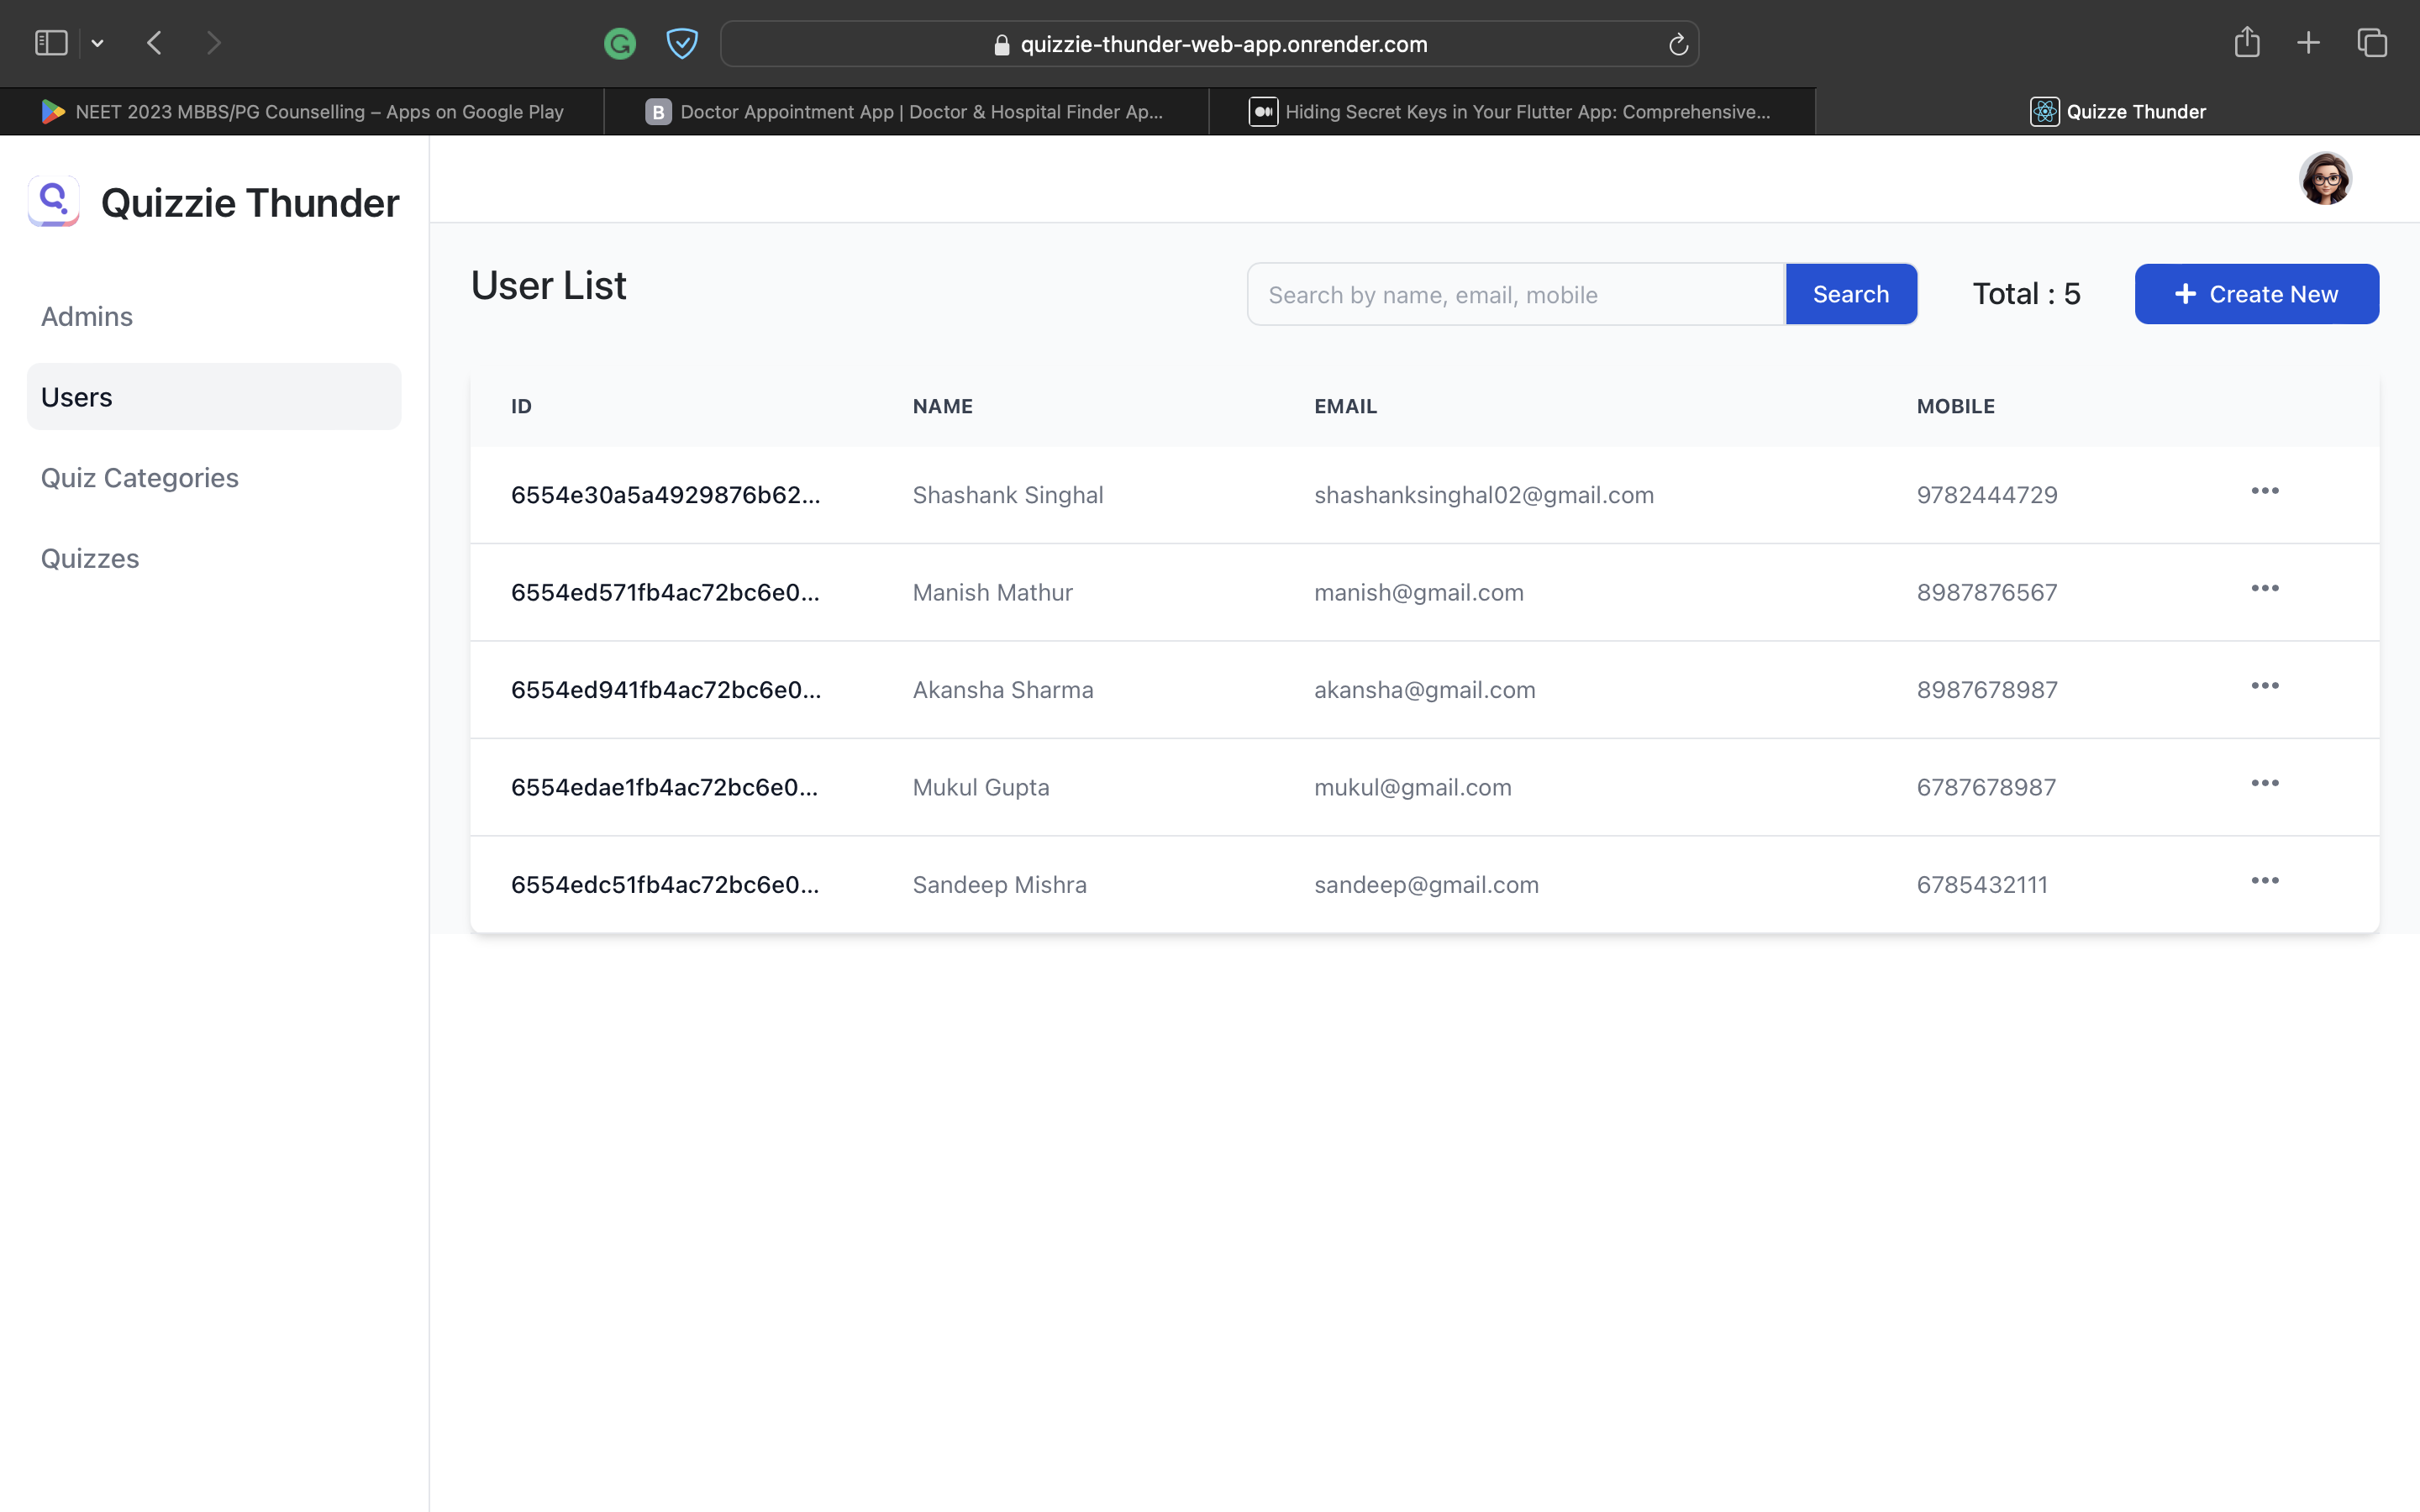 quizzie-thunder-web-app.onrender.com
NEET 2023 MBBS/PG Counselling – Apps on Google Play
B Doctor Appointment App | Doctor & Hospital Finder Ap...
Hiding Secret Keys in Your Flutter App: Comprehensive...
Quizze Thunder
Quizzie Thunder
Admins
Users
Quiz Categories
Quizzes
User List
Search by name, email, mobile
Search
Total : 5
+ Create New
ID NAME EMAIL MOBILE
6554e30a5a4929876b62... Shashank Singhal shashanksinghal02@gmail.com 9782444729 •••
6554ed571fb4ac72bc6e0... Manish Mathur manish@gmail.com 8987876567 •••
6554ed941fb4ac72bc6e0... Akansha Sharma akansha@gmail.com 8987678987 •••
6554edae1fb4ac72bc6e0... Mukul Gupta mukul@gmail.com 6787678987 •••
6554edc51fb4ac72bc6e0... Sandeep Mishra sandeep@gmail.com 6785432111 •••